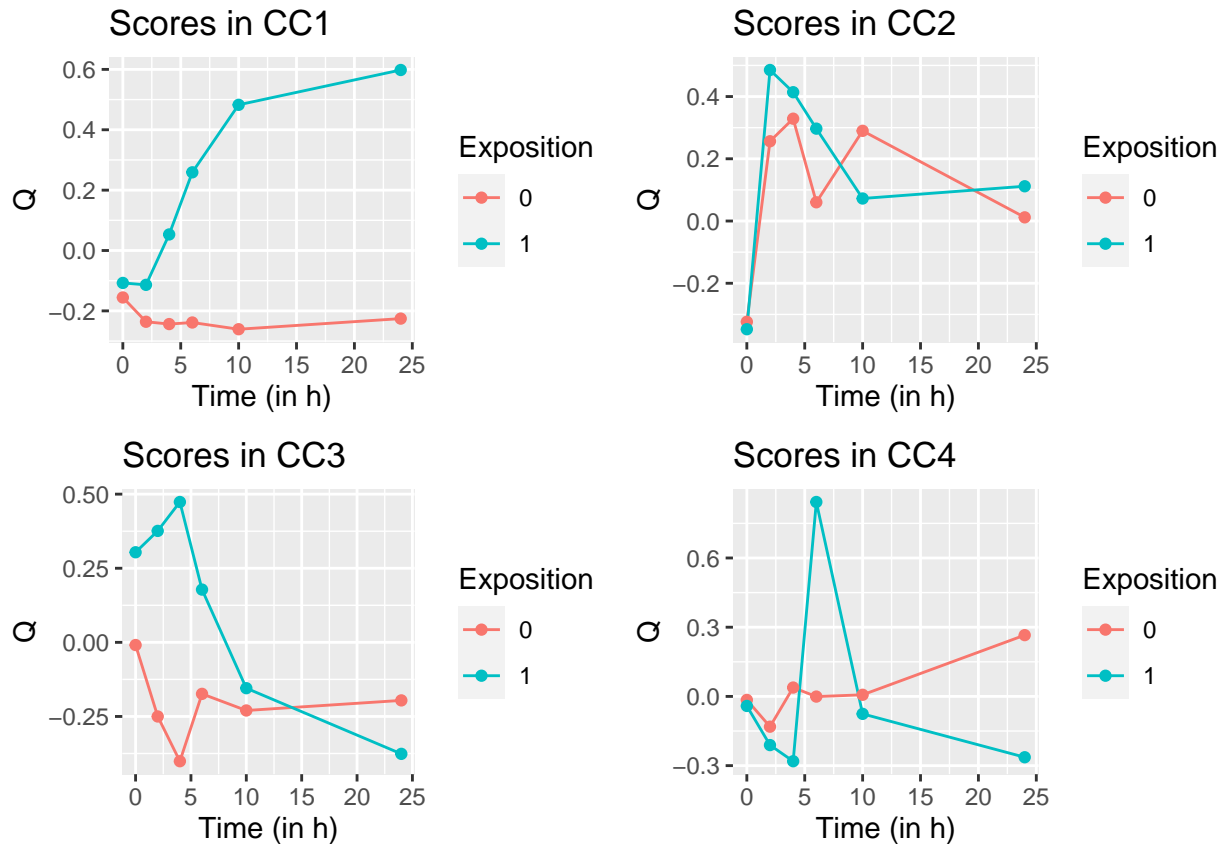 Scores in CC1
0.6
0.4
0.2
0.0
−0.2
Q
0 5 10 15 20 25
Time (in h)
Exposition
0
1
Scores in CC2
0.4
0.2
0.0
−0.2
Q
0 5 10 15 20 25
Time (in h)
Exposition
0
1
Scores in CC3
0.50
0.25
0.00
−0.25
Q
0 5 10 15 20 25
Time (in h)
Exposition
0
1
Scores in CC4
0.6
0.3
0.0
−0.3
Q
0 5 10 15 20 25
Time (in h)
Exposition
0
1